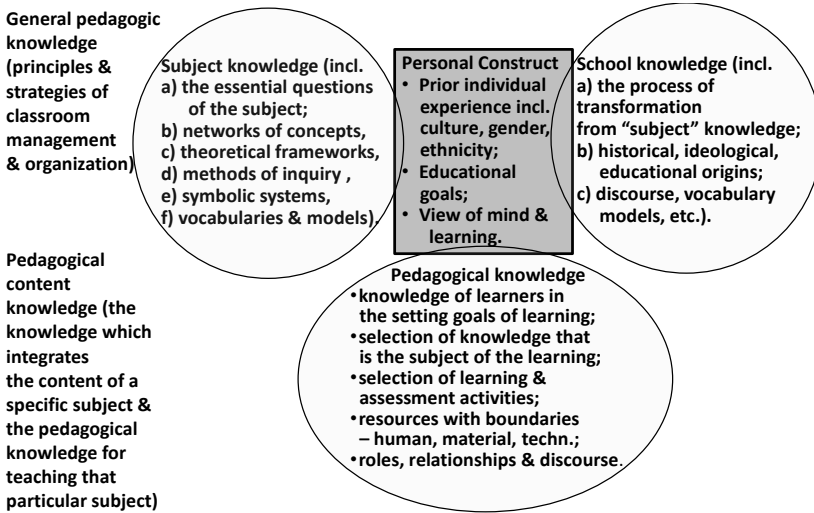 General pedagogic
knowledge
(principles &
strategies of
classroom
management
& organization)
Subject knowledge (incl.
a) the essential questions
of the subject;
b) networks of concepts,
c) theoretical frameworks,
d) methods of inquiry ,
e) symbolic systems,
f) vocabularies & models).
Personal Construct
• Prior individual
experience incl.
culture, gender,
ethnicity;
• Educational
goals;
• View of mind &
learning.
School knowledge (incl.
a) the process of
transformation
from “subject” knowledge;
b) historical, ideological,
educational origins;
c) discourse, vocabulary
models, etc.).
Pedagogical
content
knowledge (the
knowledge which
integrates
the content of a
specific subject &
the pedagogical
knowledge for
teaching that
particular subject)
Pedagogical knowledge
•knowledge of learners in
the setting goals of learning;
•selection of knowledge that
is the subject of the learning;
•selection of learning &
assessment activities;
•resources with boundaries
– human, material, techn.;
•roles, relationships & discourse.